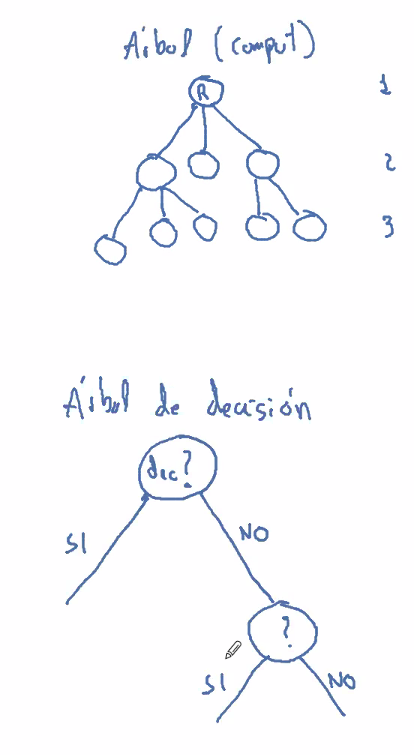 Árbol (comput)
R 1
2
3
Árbol de decisión
dec?
SI NO
?
SI NO